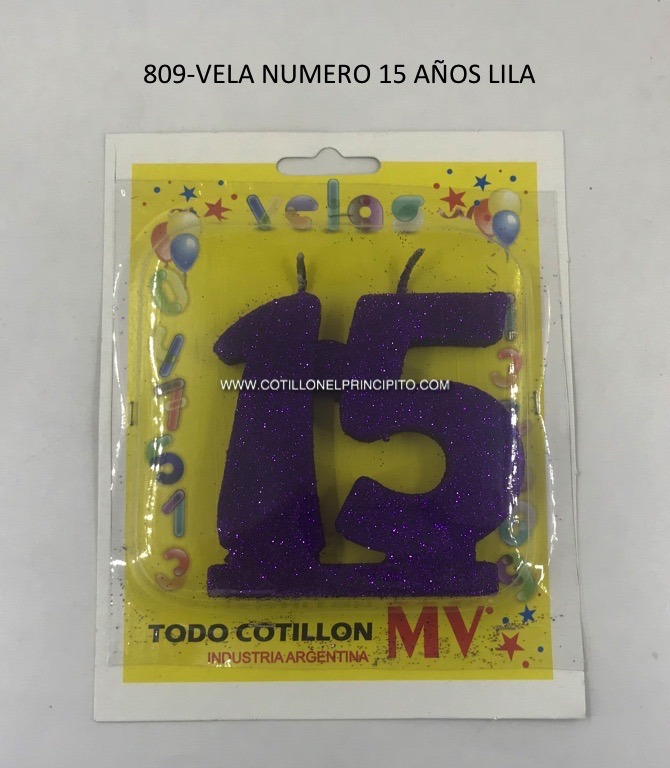 809-VELA NUMERO 15 AÑOS LILA
velas
15
WWW.COTILLONELPRINCIPITO.COM
TODO COTILLON MV
INDUSTRIA ARGENTINA